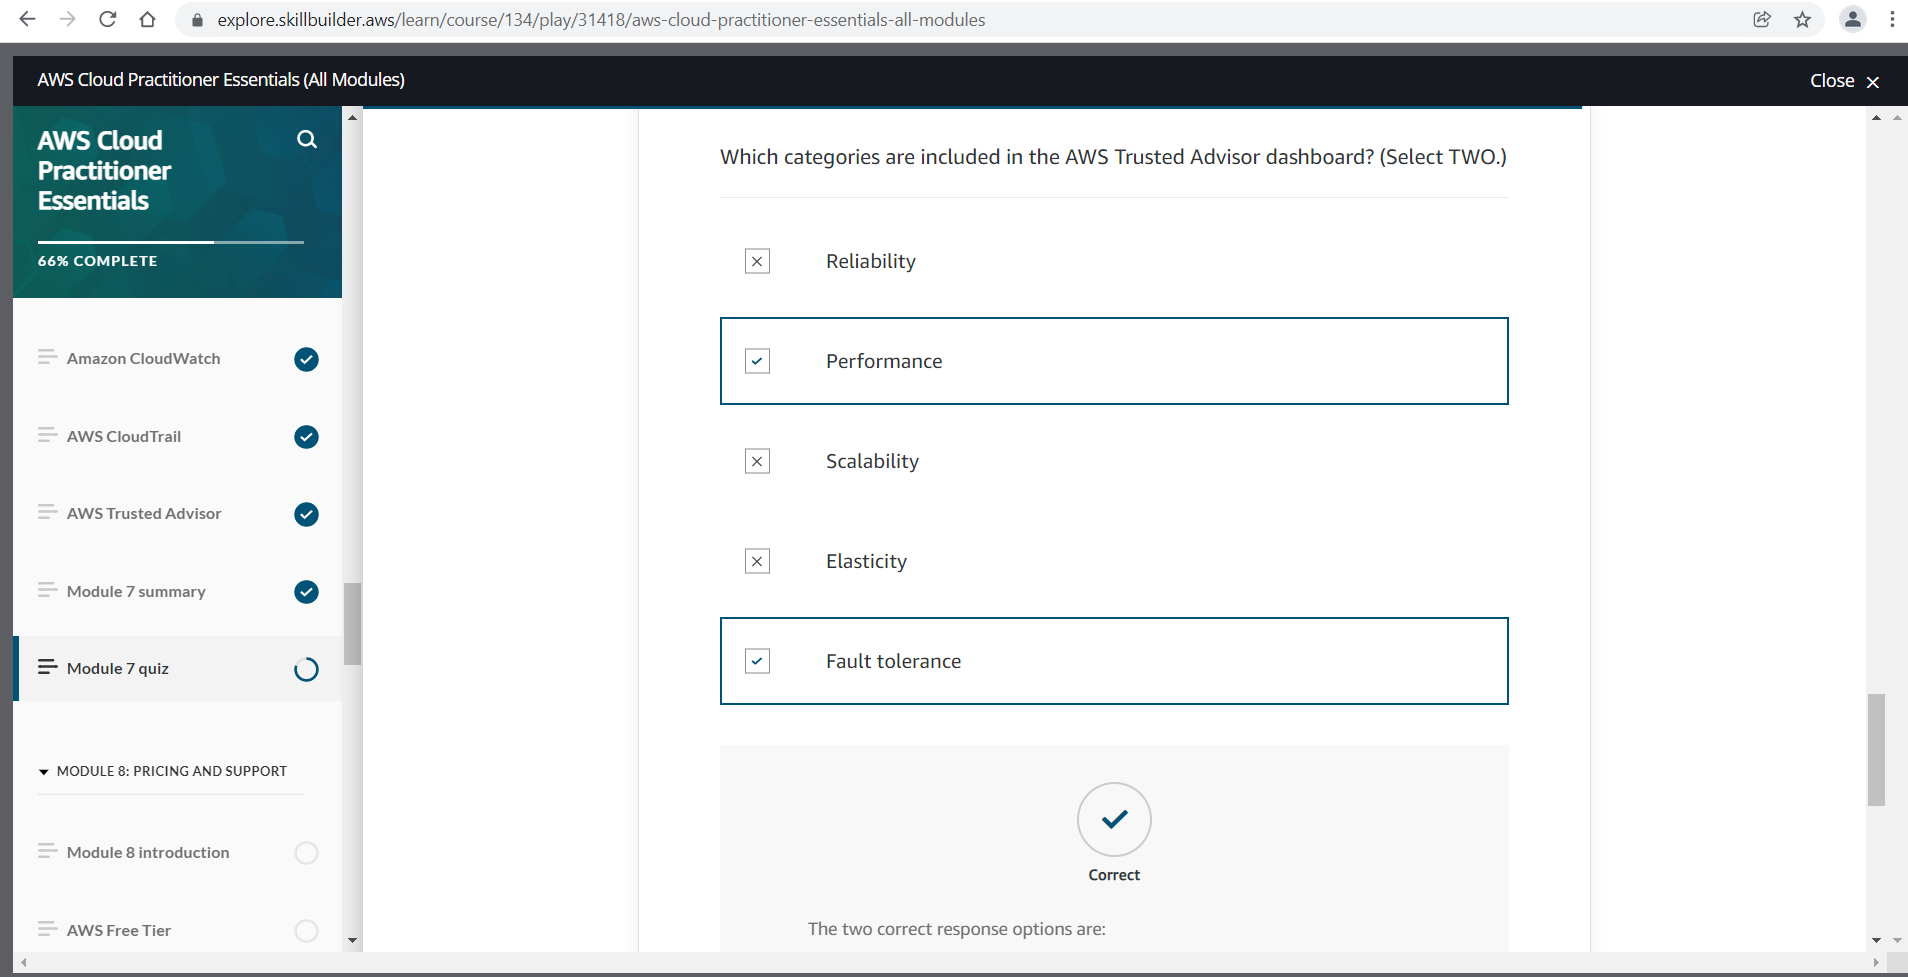 explore.skillbuilder.aws/learn/course/134/play/31418/aws-cloud-practitioner-essentials-all-modules
AWS Cloud Practitioner Essentials (All Modules)
Close
AWS Cloud
Practitioner
Essentials
66% COMPLETE
Amazon CloudWatch
AWS CloudTrail
AWS Trusted Advisor
Module 7 summary
Module 7 quiz
MODULE 8: PRICING AND SUPPORT
Module 8 introduction
AWS Free Tier
Which categories are included in the AWS Trusted Advisor dashboard? (Select TWO.)
Reliability
Performance
Scalability
Elasticity
Fault tolerance
Correct
The two correct response options are: